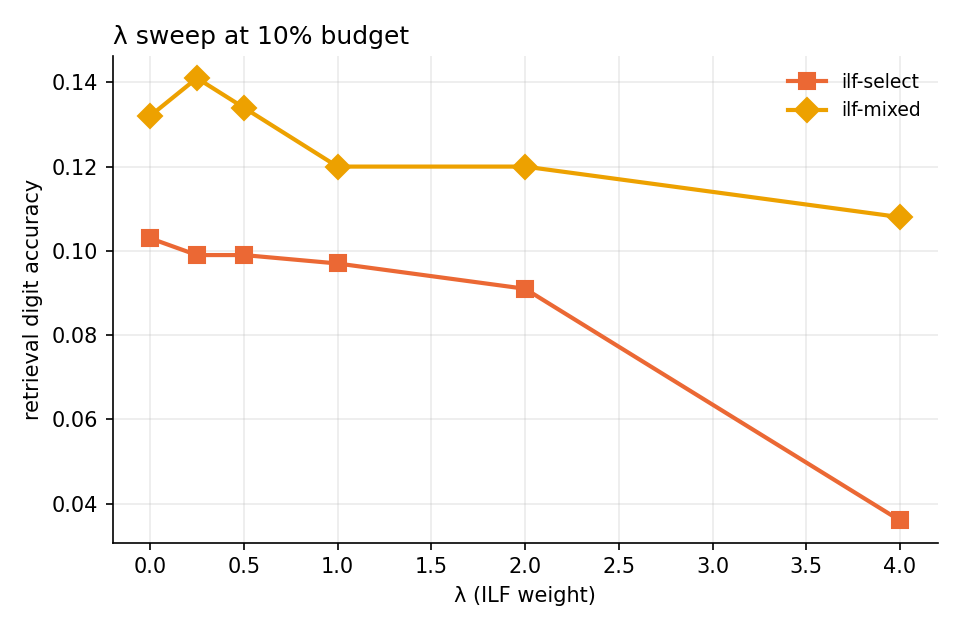 λ sweep at 10% budget
ilf-select
ilf-mixed
retrieval digit accuracy
0.14
0.12
0.10
0.08
0.06
0.04
0.0 0.5 1.0 1.5 2.0 2.5 3.0 3.5 4.0
λ (ILF weight)